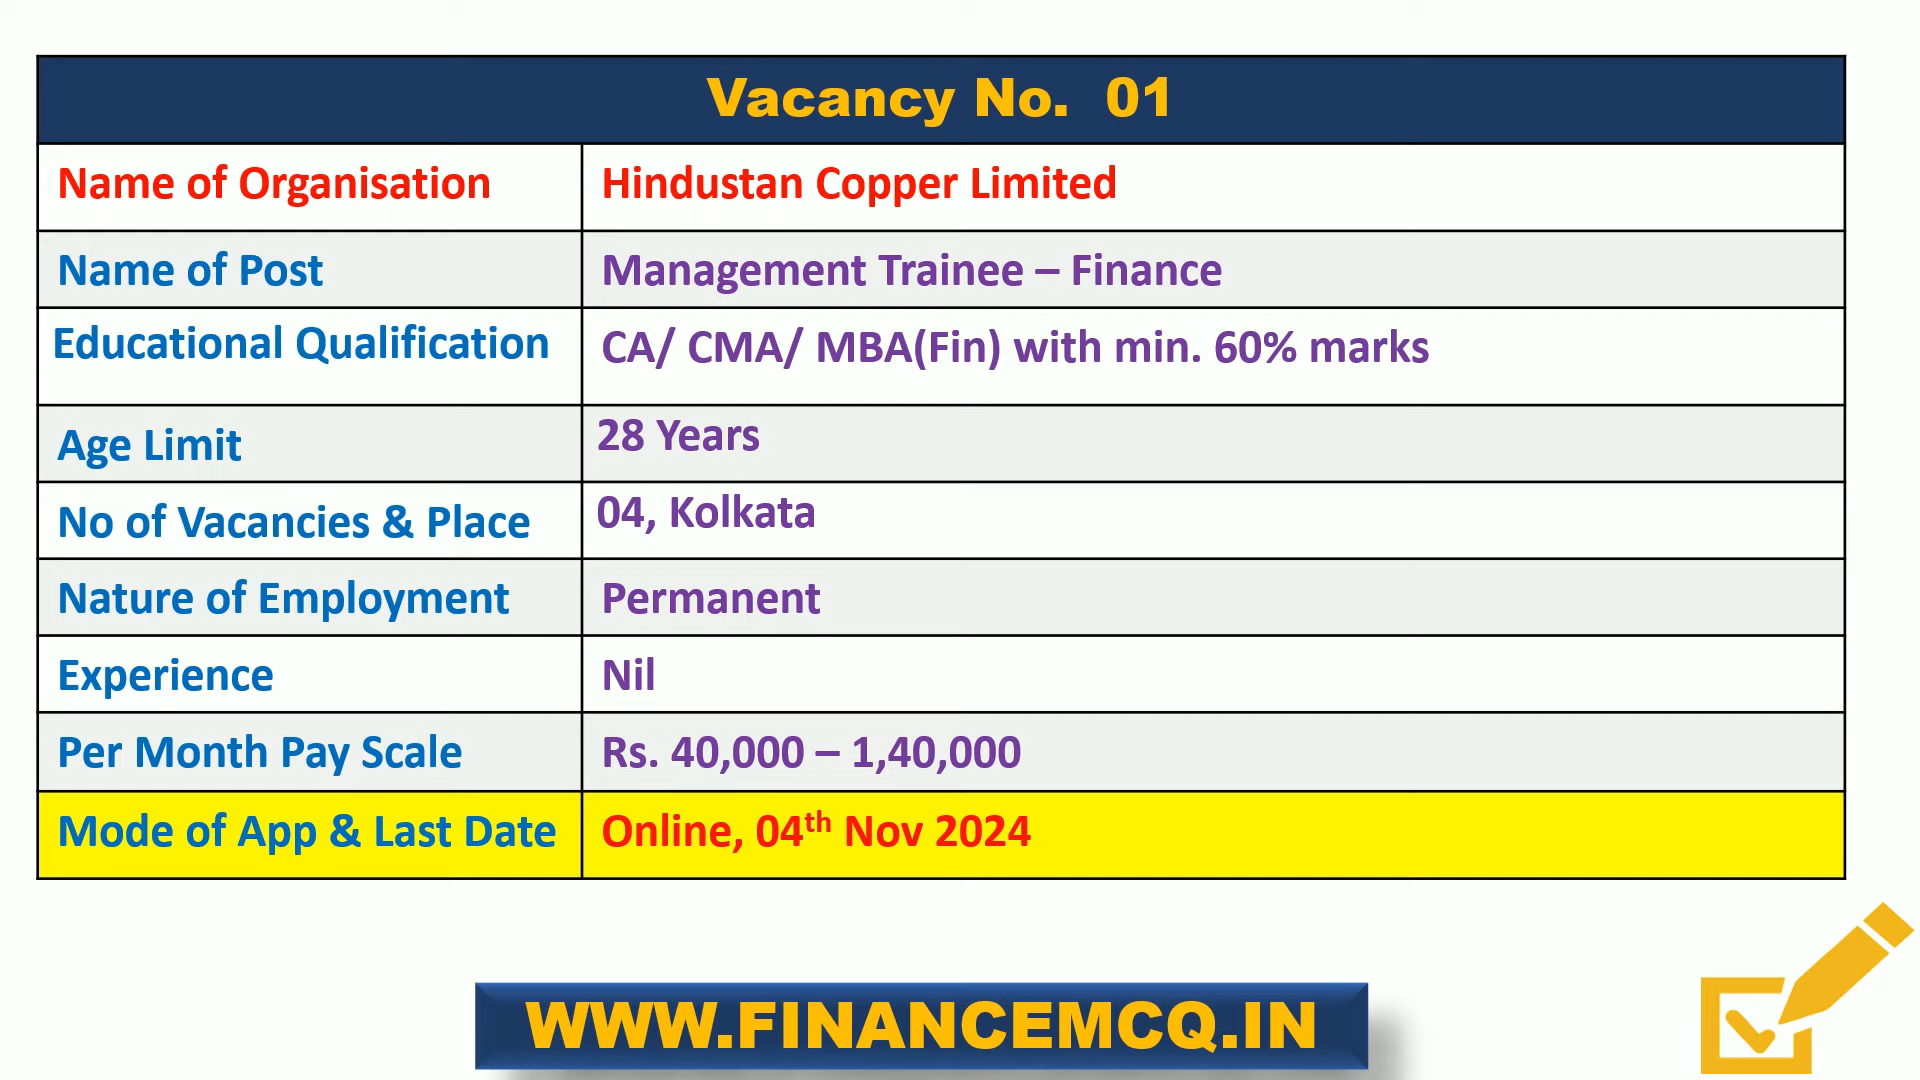 Vacancy No. 01
Name of Organisation
Hindustan Copper Limited
Name of Post
Management Trainee – Finance
Educational Qualification
CA/ CMA/ MBA(Fin) with min. 60% marks
Age Limit
28 Years
No of Vacancies & Place
04, Kolkata
Nature of Employment
Permanent
Experience
Nil
Per Month Pay Scale
Rs. 40,000 – 1,40,000
Mode of App & Last Date
Online, 04th Nov 2024
WWW.FINANCEMCQ.IN